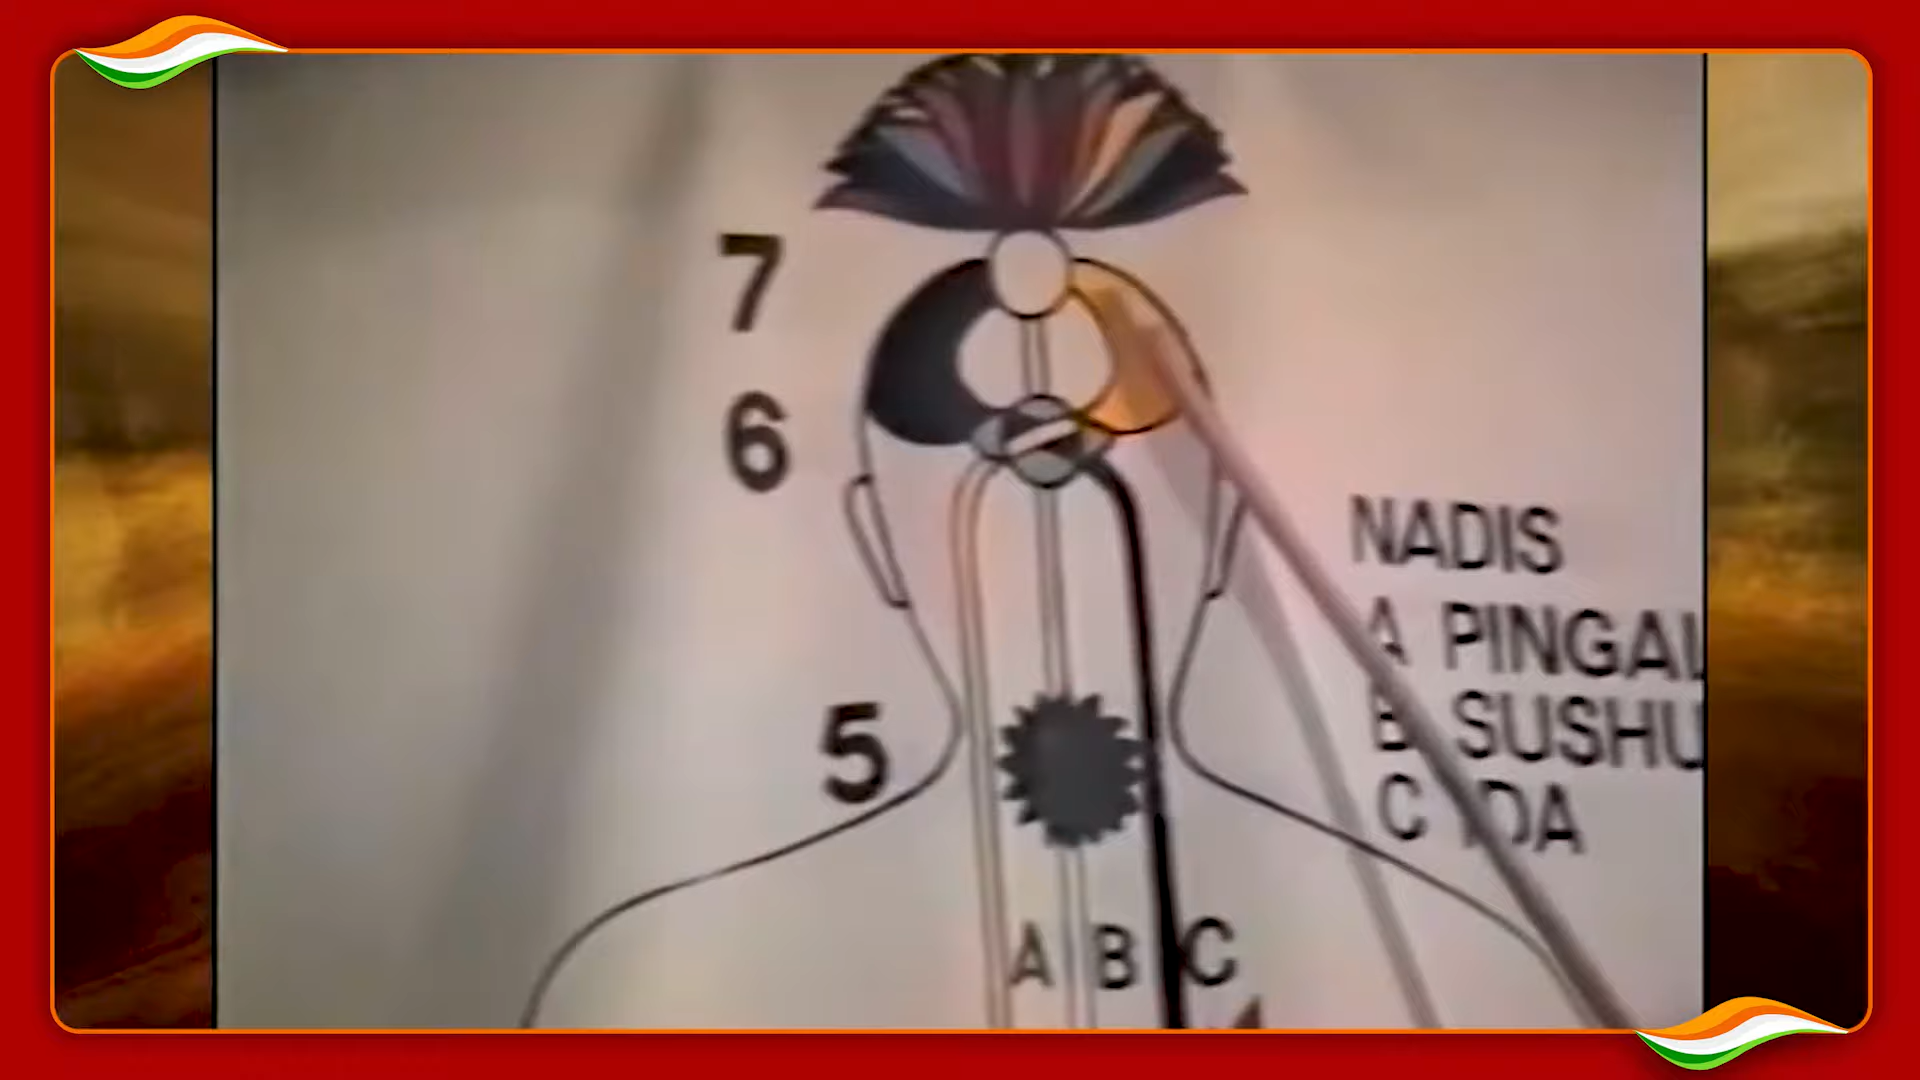 7
6
NADIS
A PINGAL
B SUSHU
5
C IDA
A B C